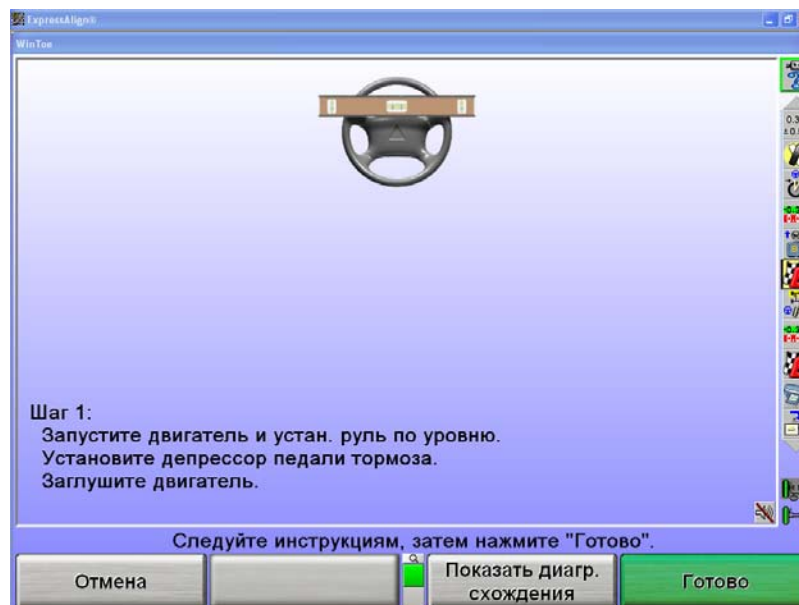 ExpressAlign®
WinToe
Шаг 1:
Запустите двигатель и устан. руль по уровню.
Установите депрессор педали тормоза.
Заглушите двигатель.
Следуйте инструкциям, затем нажмите "Готово".
Отмена
Показать диагр.
схождения
Готово